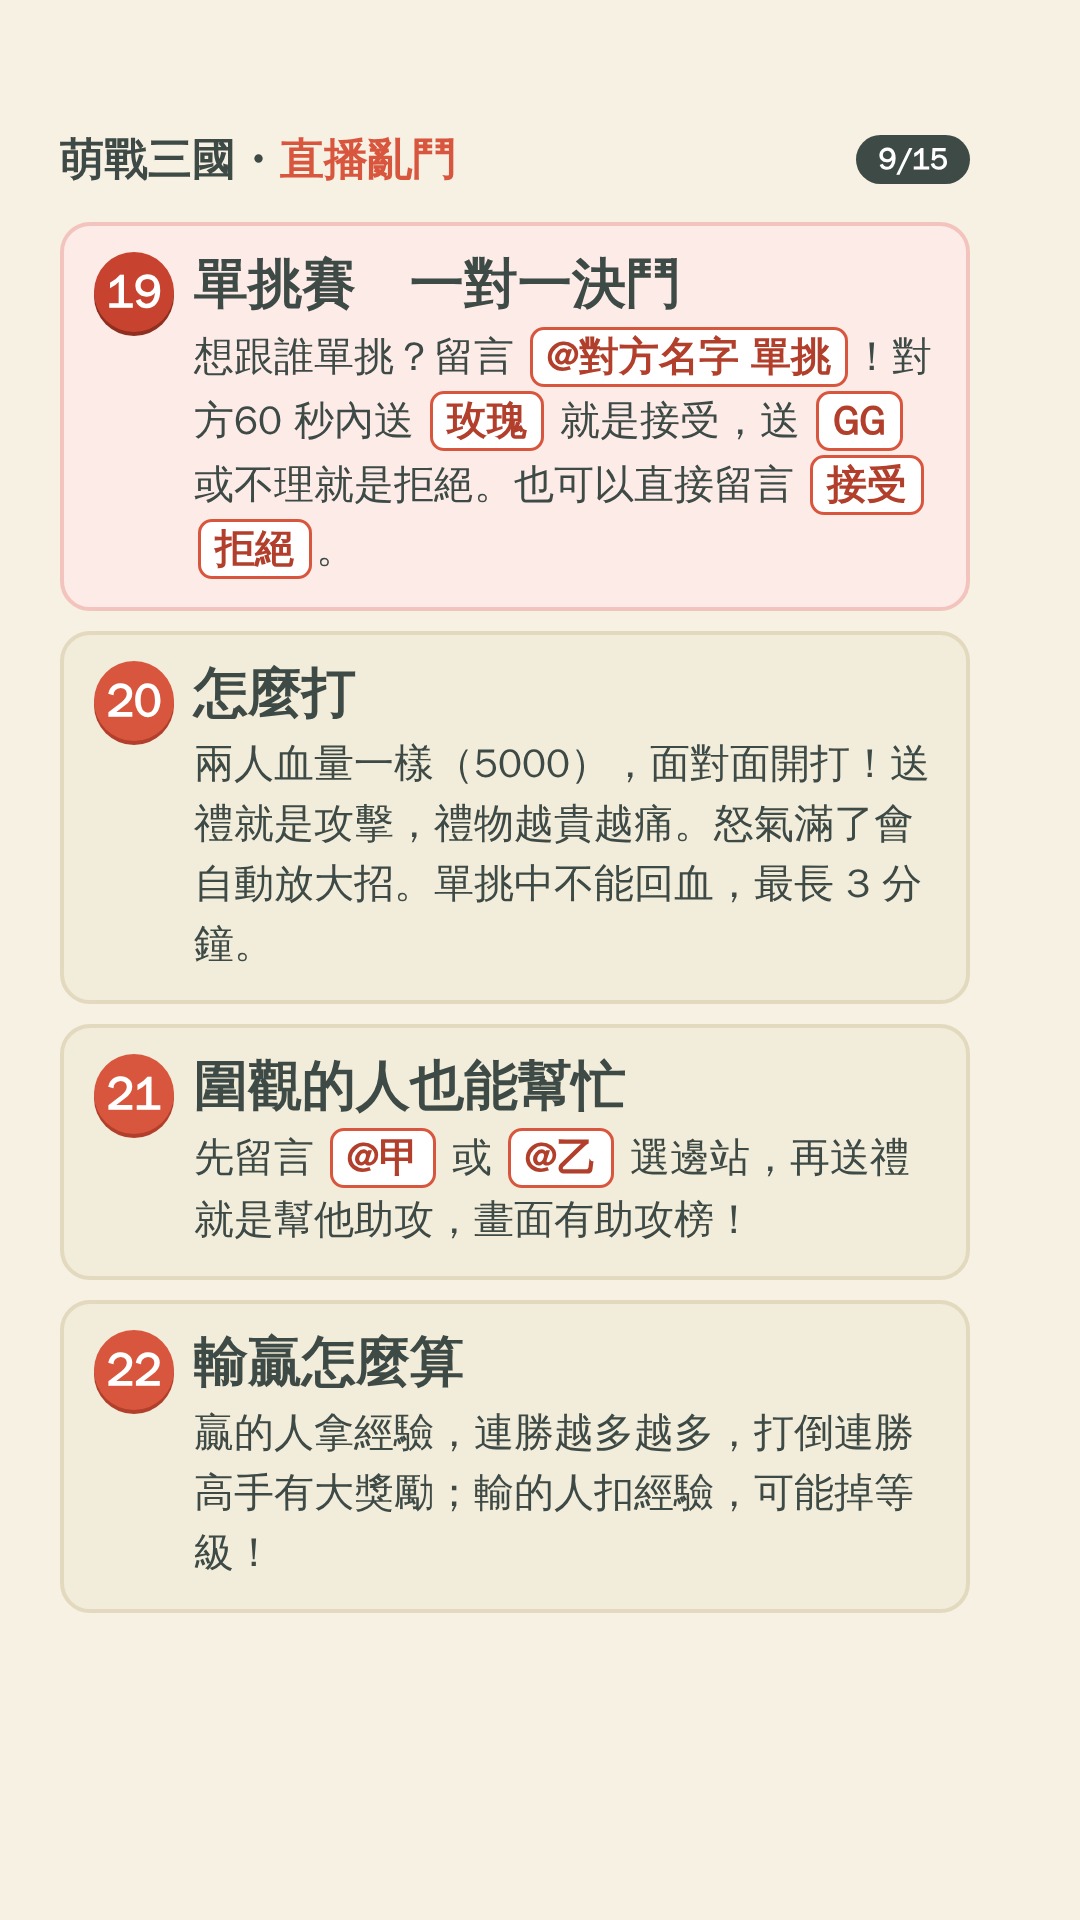 萌戰三國・直播亂鬥
9/15
19
單挑賽　一對一決鬥
想跟誰單挑？留言 @對方名字 單挑！對
方60 秒內送 玫瑰 就是接受，送 GG
或不理就是拒絕。也可以直接留言 接受
拒絕。
20
怎麼打
兩人血量一樣（5000），面對面開打！送
禮就是攻擊，禮物越貴越痛。怒氣滿了會
自動放大招。單挑中不能回血，最長 3 分
鐘。
21
圍觀的人也能幫忙
先留言 @甲 或 @乙 選邊站，再送禮
就是幫他助攻，畫面有助攻榜！
22
輸贏怎麼算
贏的人拿經驗，連勝越多越多，打倒連勝
高手有大獎勵；輸的人扣經驗，可能掉等
級！